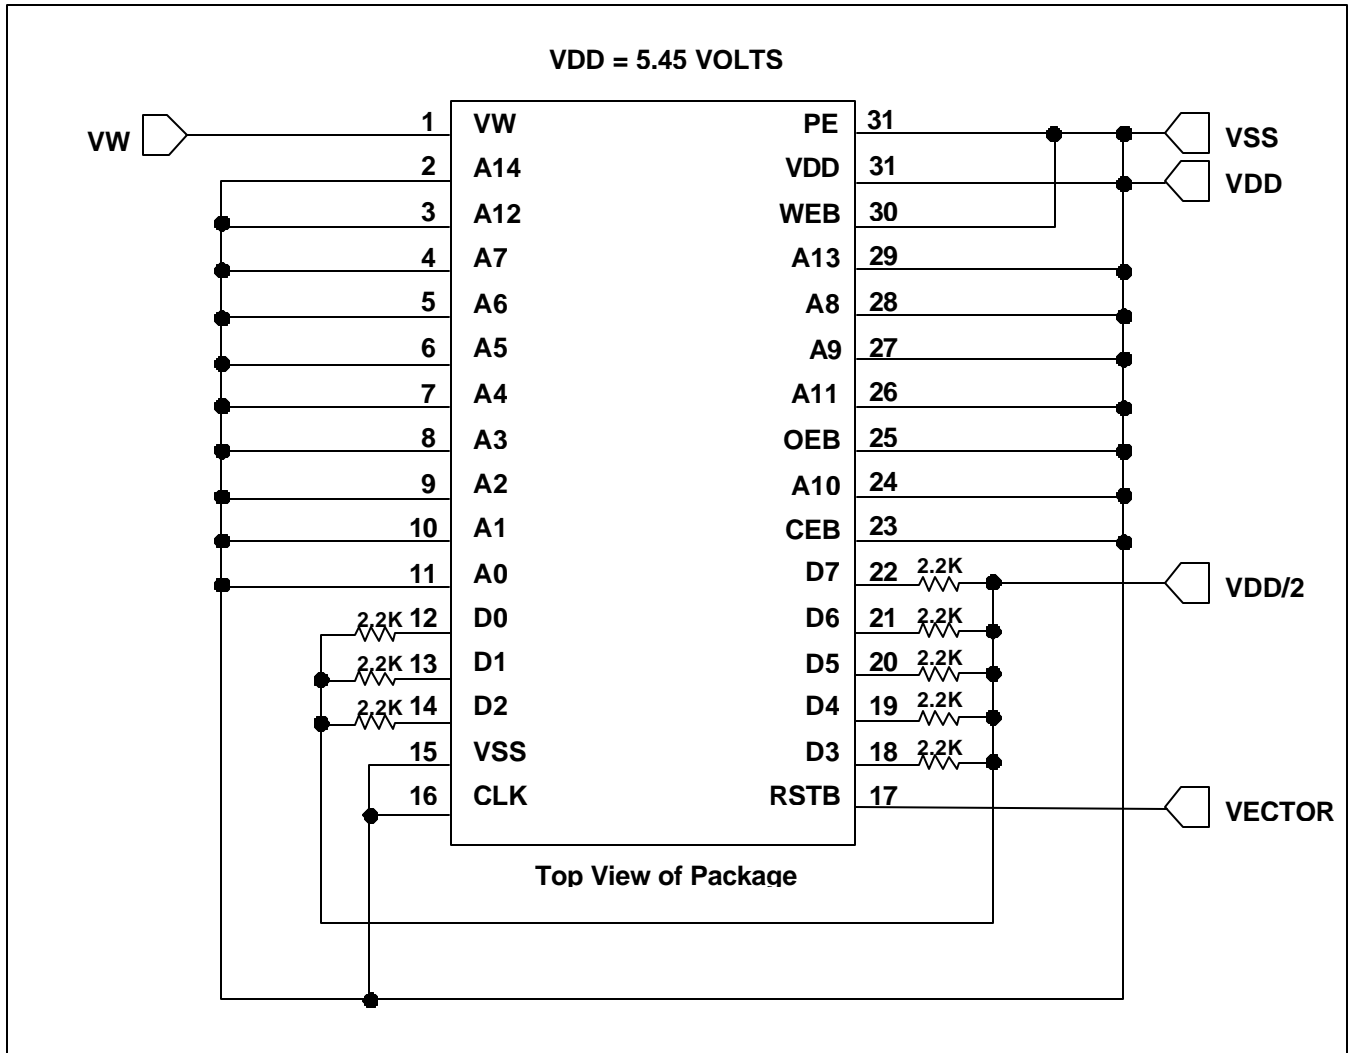 VDD = 5.45 VOLTS
VW 1 VW PE 31 VSS
2 A14 VDD 31 VDD
3 A12 WEB 30
4 A7 A13 29
5 A6 A8 28
6 A5 A9 27
7 A4 A11 26
8 A3 OEB 25
9 A2 A10 24
10 A1 CEB 23
11 A0 D7 22 2.2K VDD/2
2.2K 12 D0 D6 21 2.2K
2.2K 13 D1 D5 20 2.2K
2.2K 14 D2 D4 19 2.2K
15 VSS D3 18 2.2K
16 CLK RSTB 17 VECTOR
Top View of Package